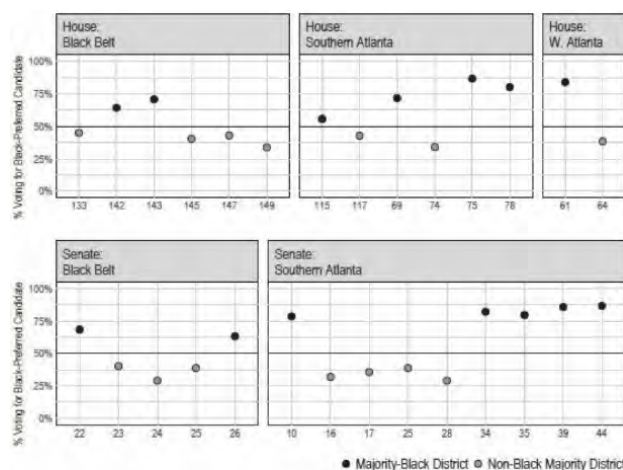 House:
Black Belt
House:
Southern Atlanta
House:
W. Atlanta
% Voting for Black-Preferred Candidate
100%
75%
50%
25%
0%
133 142 143 145 147 149
115 117 69 74 75 78
61 64
Senate:
Black Belt
Senate:
Southern Atlanta
% Voting for Black-Preferred Candidate
100%
75%
50%
25%
0%
22 23 24 25 26
10 16 17 25 28 34 35 39 44
Majority-Black District Non-Black Majority District